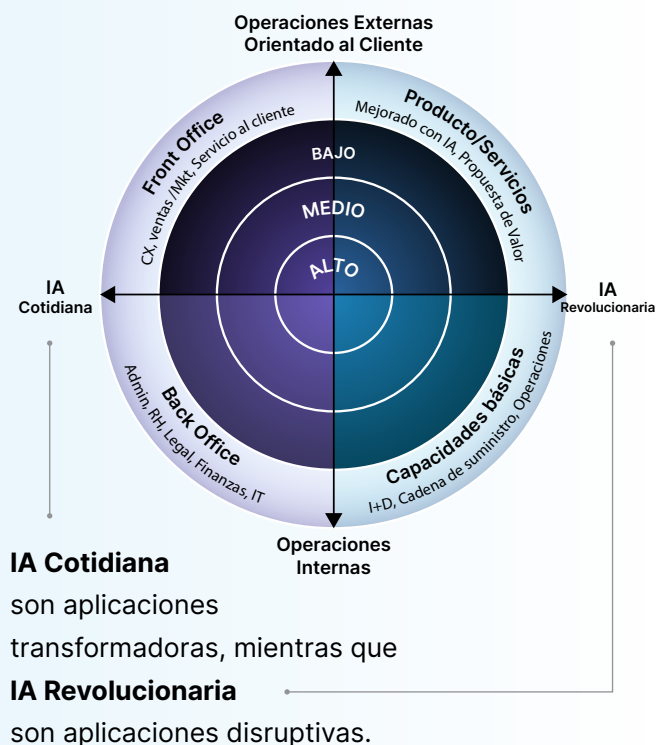 Operaciones Externas
Orientado al Cliente
Front Office
CX, ventas /Mkt, Servicio al cliente
Producto/Servicios
Mejorado con IA, Propuesta de Valor
BAJO
MEDIO
ALTO
IA
Cotidiana
IA
Revolucionaria
Back Office
Admin, RH, Legal, Finanzas, IT
Capacidades básicas
I+D, Cadena de suministro, Operaciones
Operaciones
Internas
IA Cotidiana
son aplicaciones
transformadoras, mientras que
IA Revolucionaria
son aplicaciones disruptivas.